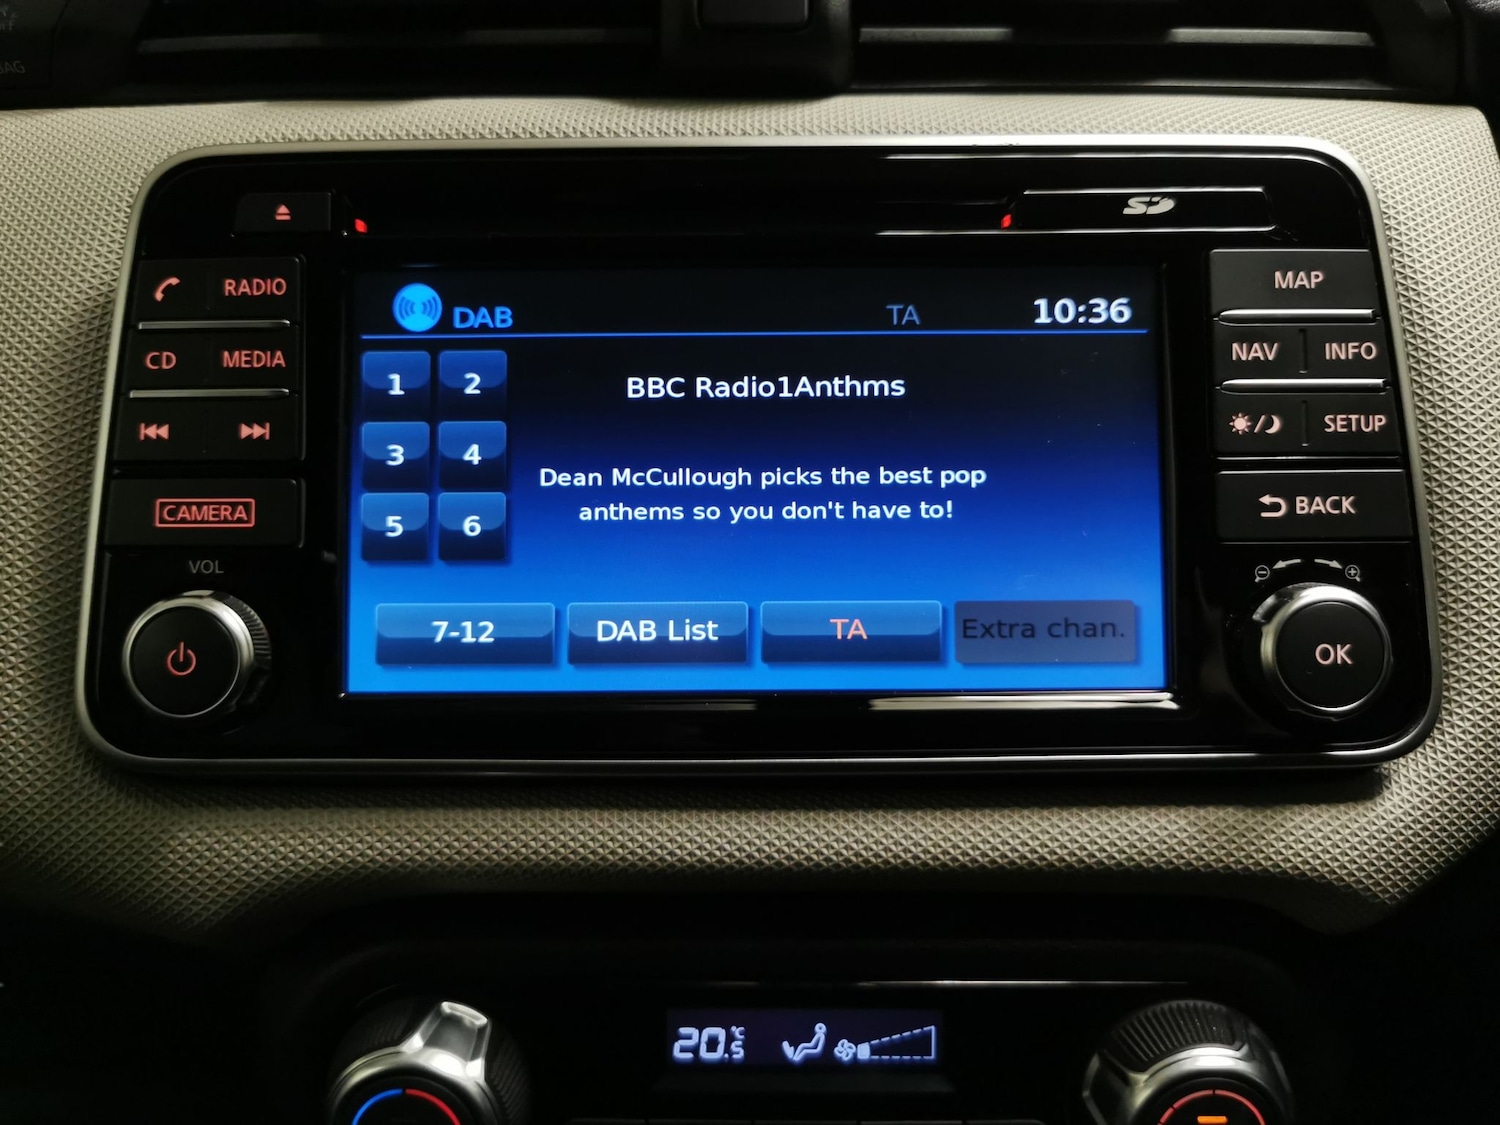 RADIO
CD MEDIA
CAMERA
VOL
SD
DAB TA 10:36
1 2
3 4
5 6
BBC Radio1Anthms
Dean McCullough picks the best pop
anthems so you don't have to!
7-12 DAB List TA Extra chan.
MAP
NAV INFO
SETUP
BACK
OK
20.5°C